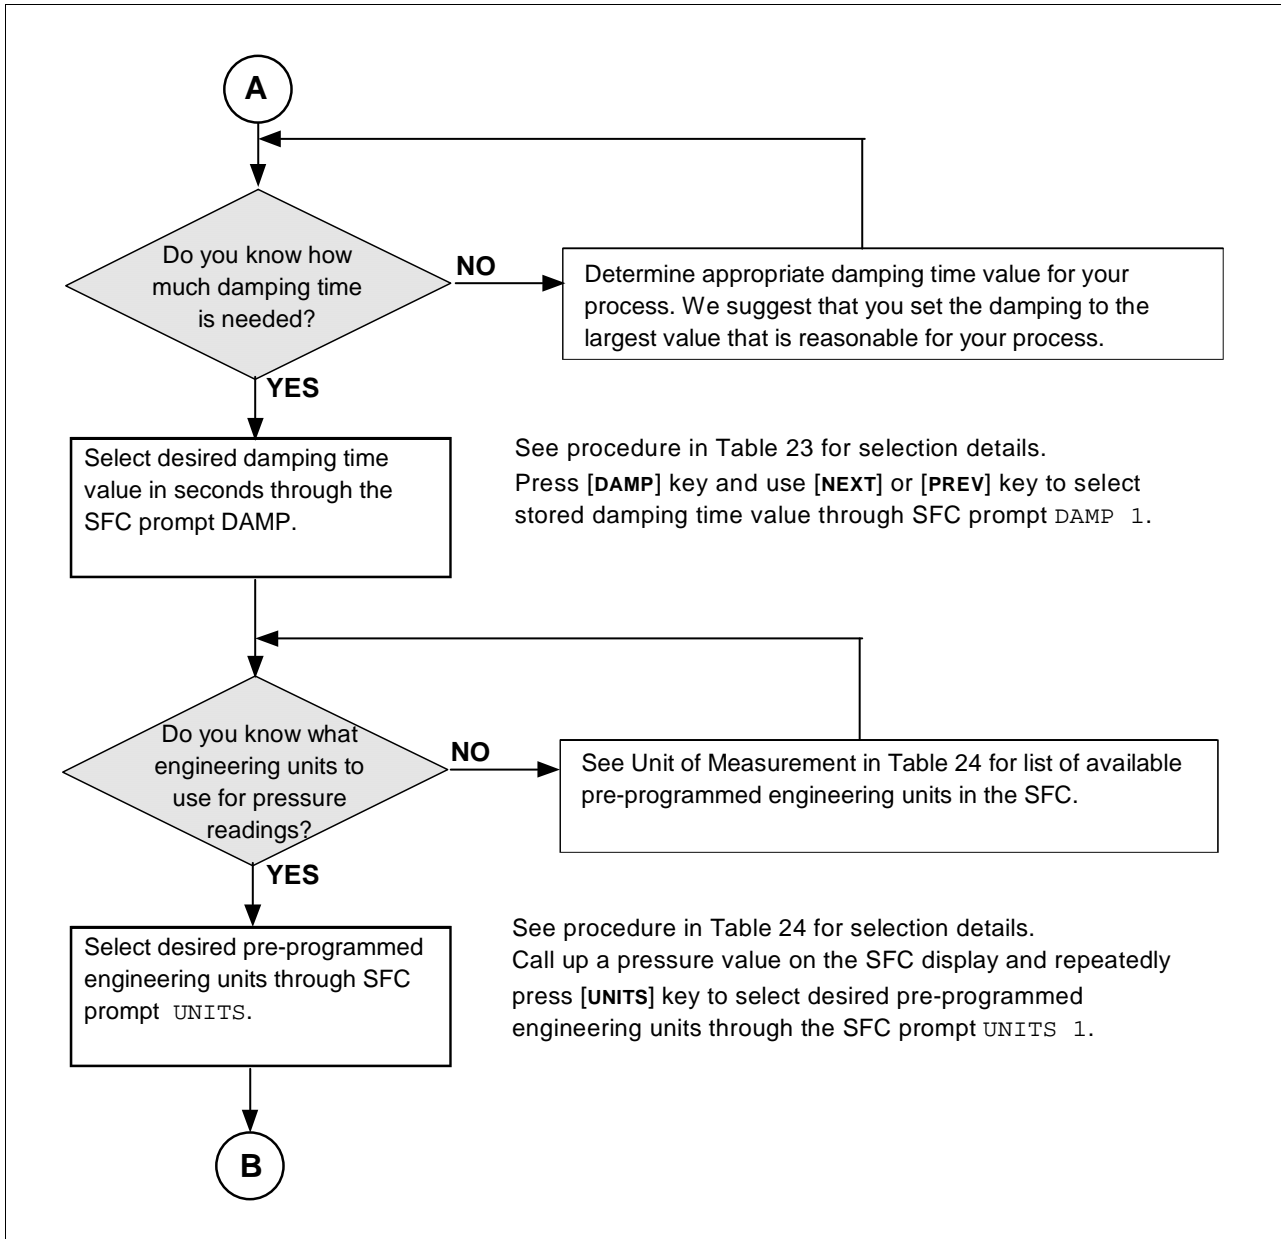 A
Do you know how
much damping time
is needed?
NO
Determine appropriate damping time value for your
process. We suggest that you set the damping to the
largest value that is reasonable for your process.
YES
Select desired damping time
value in seconds through the
SFC prompt DAMP.
See procedure in Table 23 for selection details.
Press [DAMP] key and use [NEXT] or [PREV] key to select
stored damping time value through SFC prompt DAMP 1.
Do you know what
engineering units to
use for pressure
readings?
NO
See Unit of Measurement in Table 24 for list of available
pre-programmed engineering units in the SFC.
YES
Select desired pre-programmed
engineering units through SFC
prompt UNITS.
See procedure in Table 24 for selection details.
Call up a pressure value on the SFC display and repeatedly
press [UNITS] key to select desired pre-programmed
engineering units through the SFC prompt UNITS 1.
B